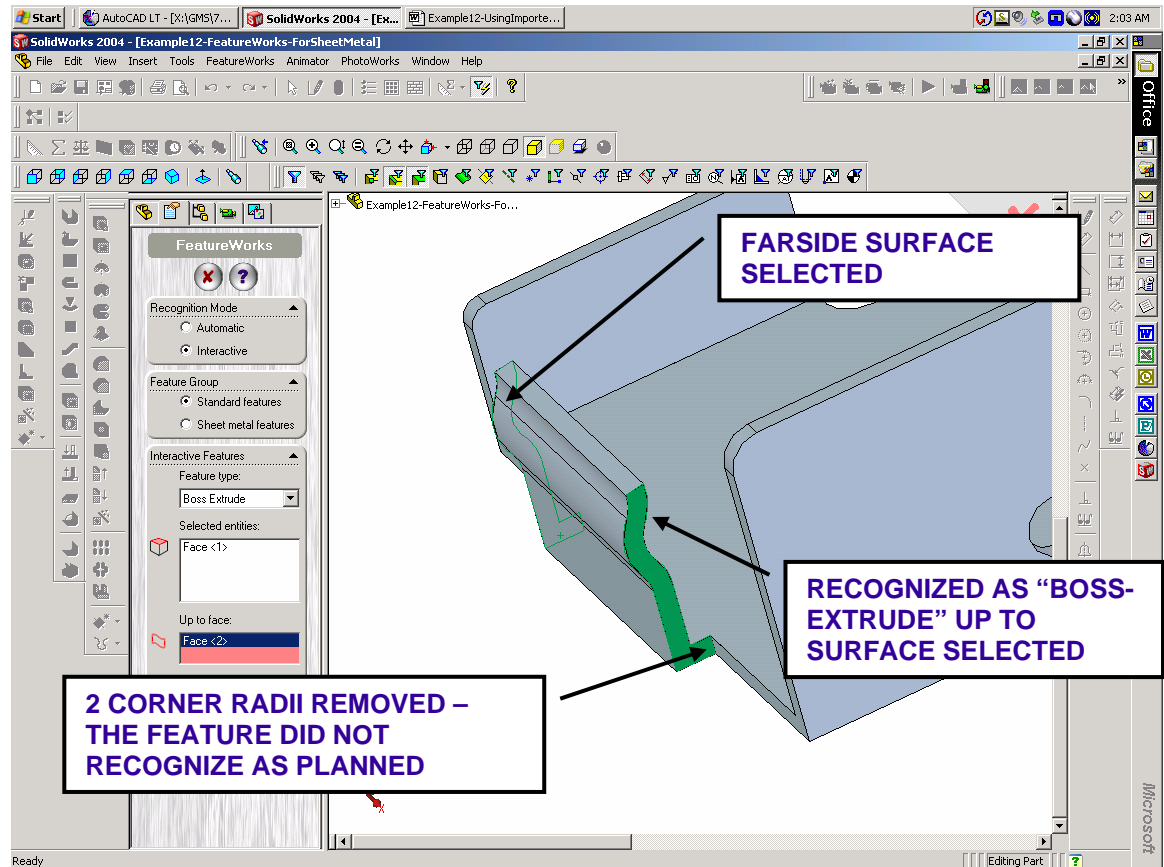 Start
AutoCAD LT - [X:\GMS\7...
SolidWorks 2004 - [Ex...
Example12-UsingImporte...
2:03 AM
SolidWorks 2004 - [Example12-FeatureWorks-ForSheetMetal]
File Edit View Insert Tools FeatureWorks Animator PhotoWorks Window Help
Office
Example12-FeatureWorks-Fo...
FeatureWorks
Recognition Mode
Automatic
Interactive
Feature Group
Standard features
Sheet metal features
Interactive Features
Feature type:
Boss Extrude
Selected entities:
Face <1>
Up to face:
Face <2>
FARSIDE SURFACE
SELECTED
RECOGNIZED AS “BOSS-
EXTRUDE” UP TO
SURFACE SELECTED
2 CORNER RADII REMOVED –
THE FEATURE DID NOT
RECOGNIZE AS PLANNED
X
Microsoft
Ready
Editing Part